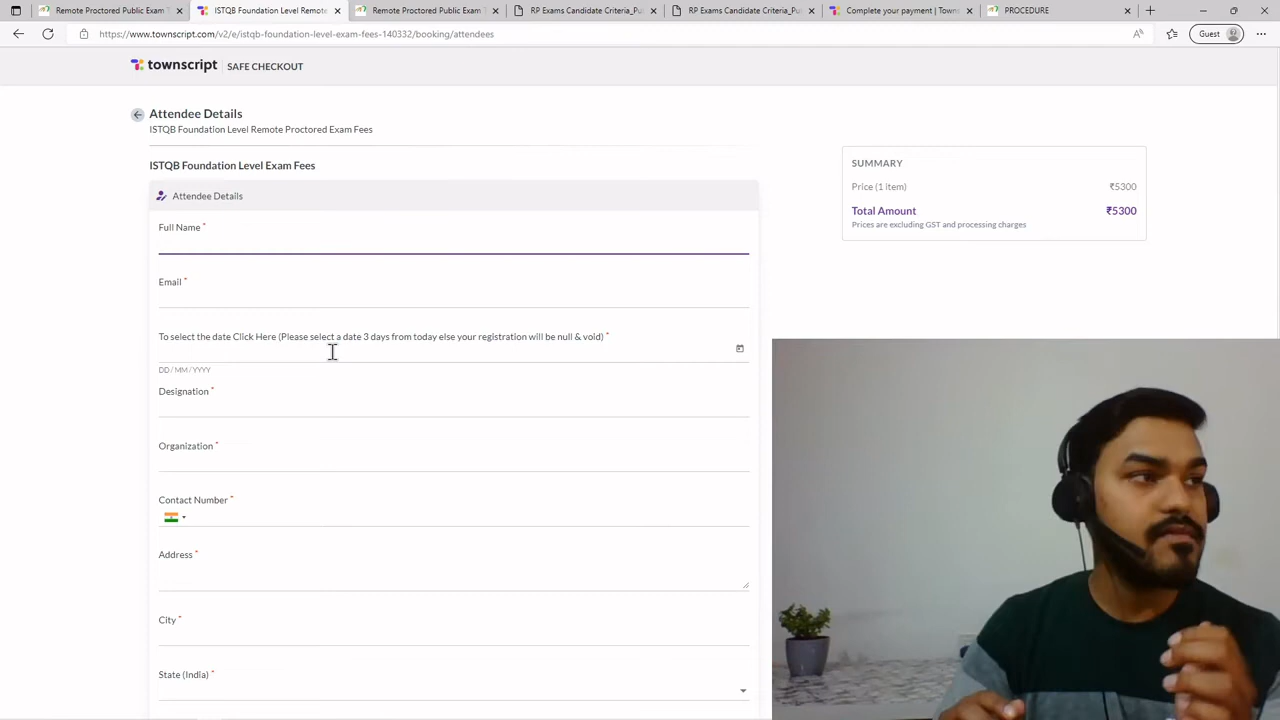 Remote Proctored Public Exam T
ISTQB Foundation Level Remote
Remote Proctored Public Exam T
RP Exams Candidate Criteria_Pu
RP Exams Candidate Criteria_Pu
Complete your payment | Towns
PROCEDURE
https://www.townscript.com/v2/e/istqb-foundation-level-exam-fees-140332/booking/attendees
Guest
townscript SAFE CHECKOUT
Attendee Details
ISTQB Foundation Level Remote Proctored Exam Fees
ISTQB Foundation Level Exam Fees
Attendee Details
Full Name *
Email *
To select the date Click Here (Please select a date 3 days from today else your registration will be null & void) *
DD / MM / YYYY
Designation *
Organization *
Contact Number *
Address *
City *
State (India) *
SUMMARY
Price (1 item) ₹5300
Total Amount ₹5300
Prices are excluding GST and processing charges